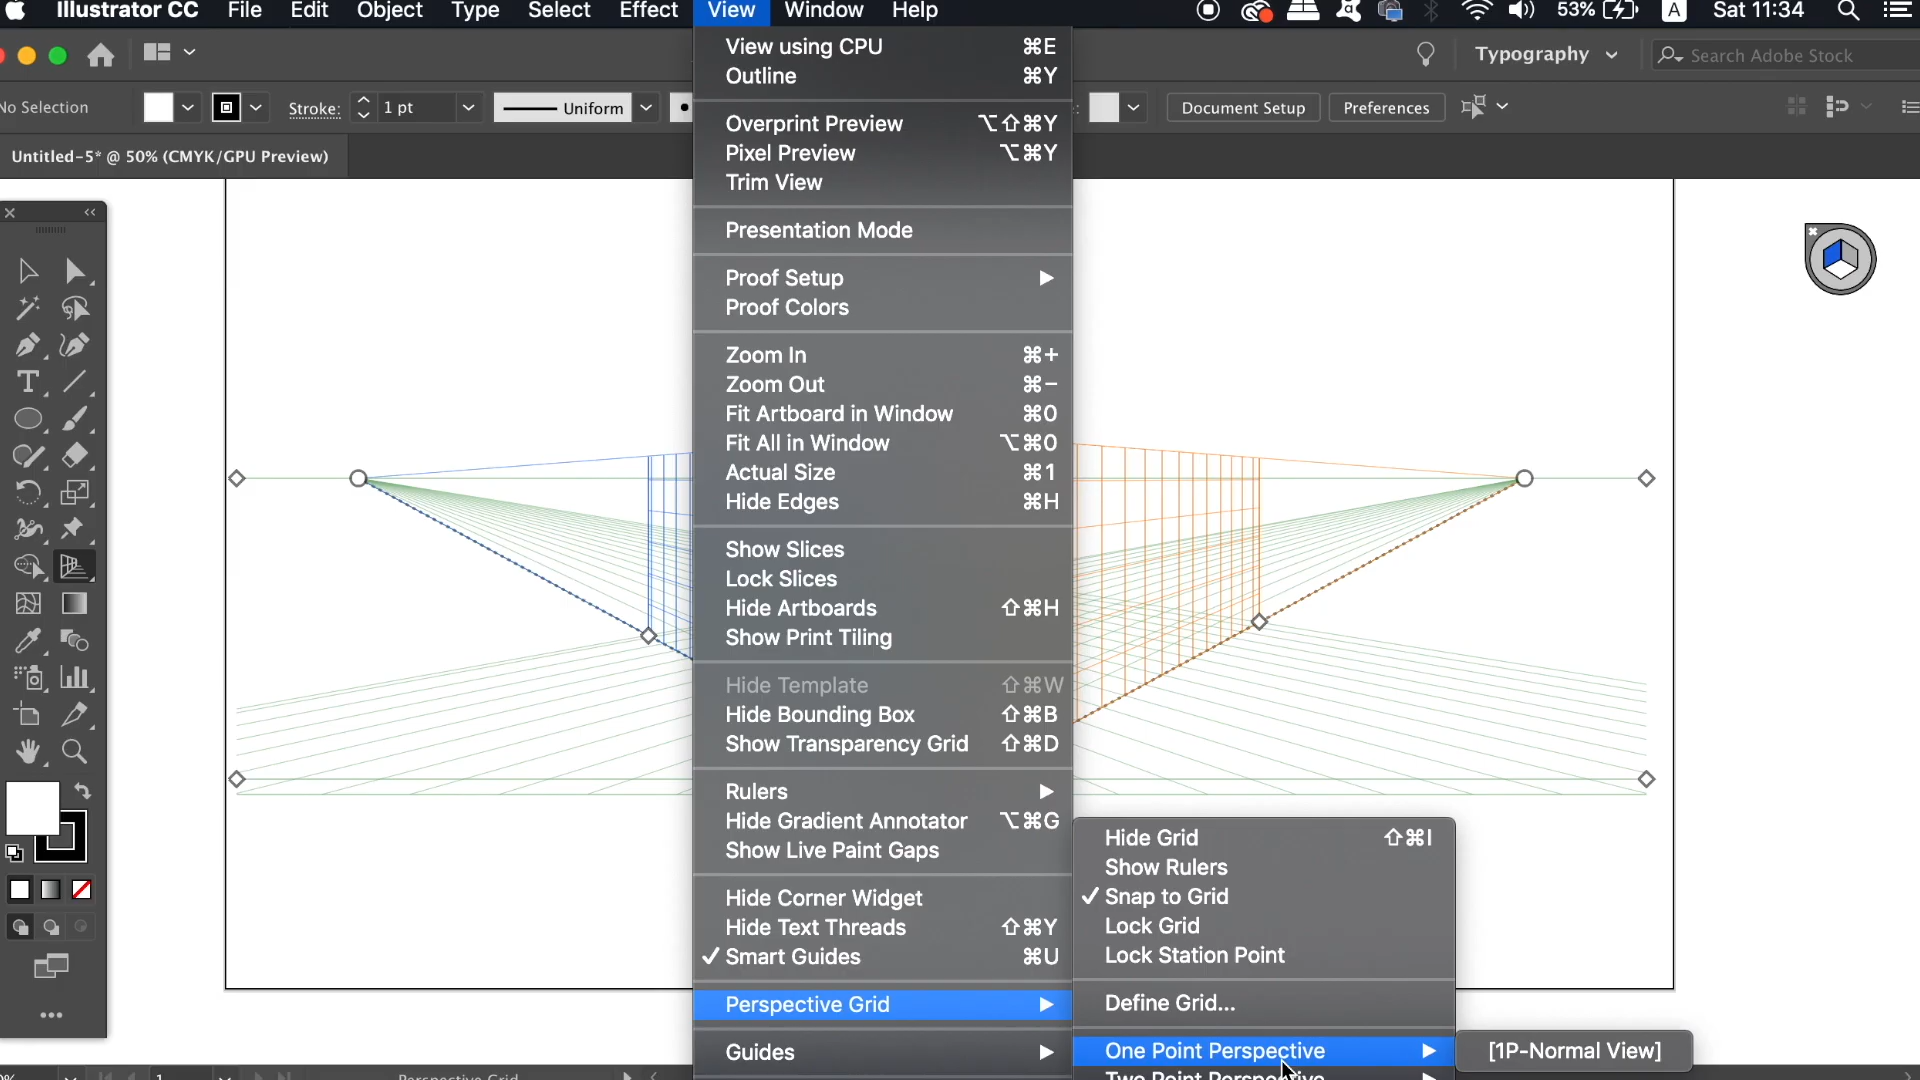 Illustrator CC File Edit Object Type Select Effect View Window Help 53% A Sat 11:34
Typography Search Adobe Stock
No Selection Stroke: 1 pt Uniform Document Setup Preferences
Untitled-5* @ 50% (CMYK/GPU Preview)
View using CPU ⌘E
Outline ⌘Y
Overprint Preview ⌥⇧⌘Y
Pixel Preview ⌥⌘Y
Trim View
Presentation Mode
Proof Setup ▶
Proof Colors
Zoom In ⌘+
Zoom Out ⌘−
Fit Artboard in Window ⌘0
Fit All in Window ⌥⌘0
Actual Size ⌘1
Hide Edges ⌘H
Show Slices
Lock Slices
Hide Artboards ⇧⌘H
Show Print Tiling
Hide Template ⇧⌘W
Hide Bounding Box ⇧⌘B
Show Transparency Grid ⇧⌘D
Rulers ▶
Hide Gradient Annotator ⌥⌘G
Show Live Paint Gaps
Hide Corner Widget
Hide Text Threads ⇧⌘Y
✓ Smart Guides ⌘U
Perspective Grid ▶
Guides ▶
Hide Grid ⇧⌘I
Show Rulers
✓ Snap to Grid
Lock Grid
Lock Station Point
Define Grid...
One Point Perspective ▶
[1P-Normal View]
Two Point Perspective ▶
1 Perspective Grid